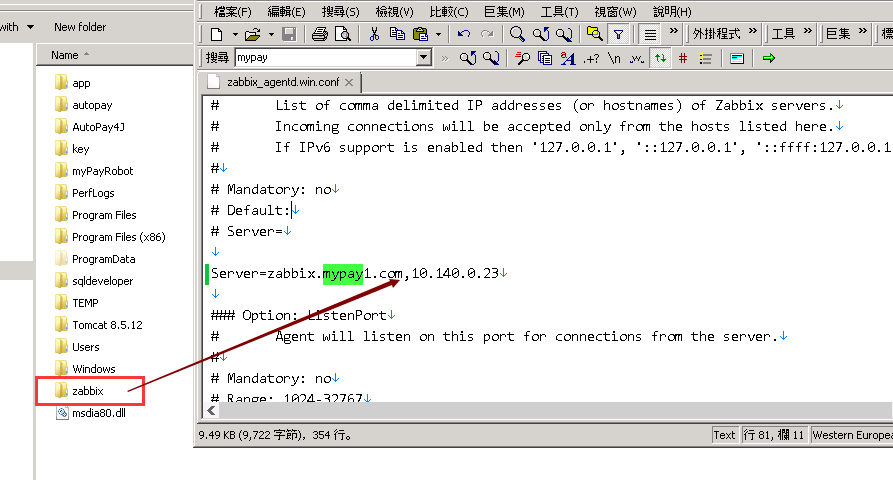 with
New folder
Name
app
autopay
AutoPay4J
key
myPayRobot
PerfLogs
Program Files
Program Files (x86)
ProgramData
sqldeveloper
TEMP
Tomcat 8.5.12
Users
Windows
zabbix
msdia80.dll
檔案(F) 編輯(E) 搜尋(S) 檢視(V) 比較(C) 巨集(M) 工具(T) 視窗(W) 說明(H)
外掛程式 » 工具 » 巨集 »
搜尋 mypay
.+? \n .w. #
zabbix_agentd.win.conf
# List of comma delimited IP addresses (or hostnames) of Zabbix servers.↓
# Incoming connections will be accepted only from the hosts listed here.↓
# If IPv6 support is enabled then '127.0.0.1', '::127.0.0.1', '::ffff:127.0.0.1
#↓
# Mandatory: no↓
# Default:↓
# Server=↓
↓
Server=zabbix.mypay1.com,10.140.0.23↓
↓
### Option: ListenPort↓
# Agent will listen on this port for connections from the server.↓
#↓
# Mandatory: no↓
# Range: 1024-32767↓
9.49 KB (9,722 字節)，354 行。
Text
行 81, 欄 11
Western Europea